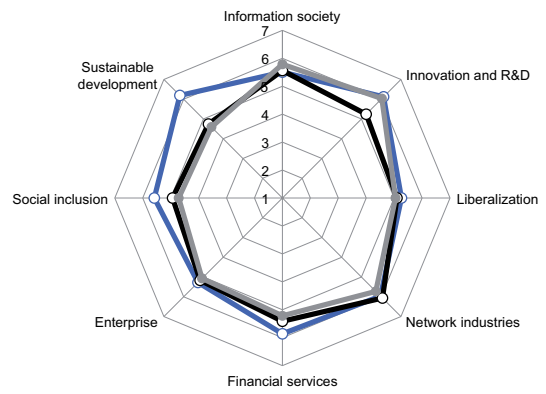 Information society
7
6
5
4
3
2
1
Innovation and R&D
Sustainable
development
Social inclusion
Liberalization
Enterprise
Network industries
Financial services